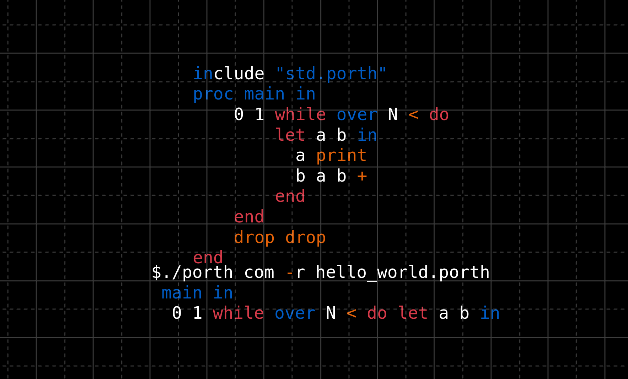 include "std.porth"
proc main in
0 1 while over N < do
let a b in
a print
b a b +
end
end
drop drop
end
$./porth com -r hello_world.porth
main in
0 1 while over N < do let a b in